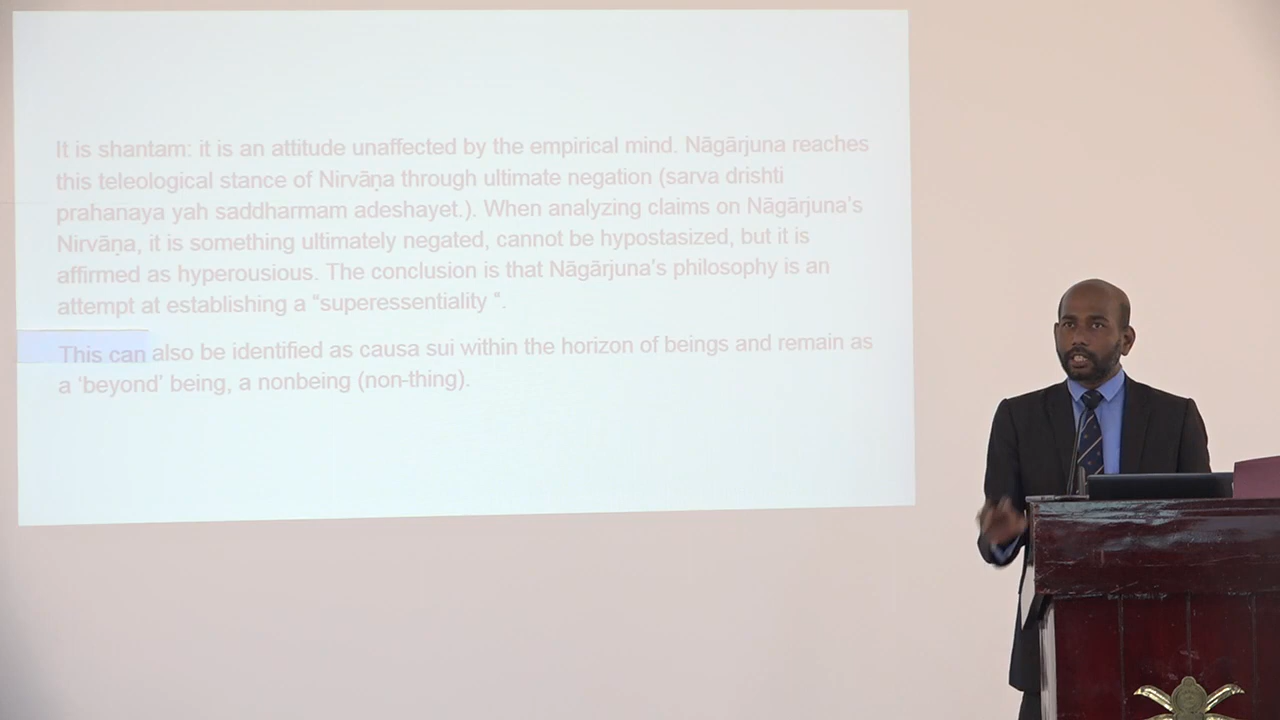 It is shantam: it is an attitude unaffected by the empirical mind. Nāgārjuna reaches
this teleological stance of Nirvāṇa through ultimate negation (sarva drishti
prahanaya yah saddharmam adeshayet.). When analyzing claims on Nāgārjuna's
Nirvāṇa, it is something ultimately negated, cannot be hypostasized, but it is
affirmed as hyperousious. The conclusion is that Nāgārjuna's philosophy is an
attempt at establishing a “superessentiality “.
This can also be identified as causa sui within the horizon of beings and remain as
a ‘beyond’ being, a nonbeing (non-thing).